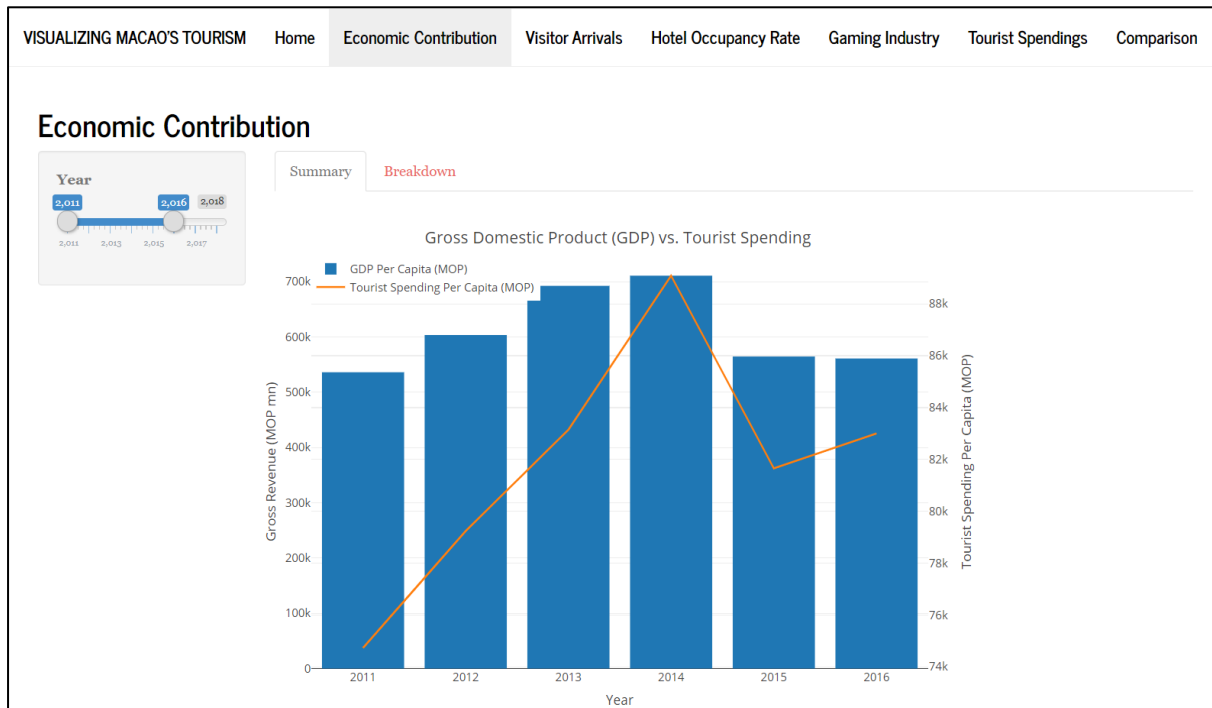 VISUALIZING MACAO'S TOURISM Home Economic Contribution Visitor Arrivals Hotel Occupancy Rate Gaming Industry Tourist Spendings Comparison
Economic Contribution
Year
2,011 2,016 2,018
2,011 2,013 2,015 2,017
Summary Breakdown
Gross Domestic Product (GDP) vs. Tourist Spending
GDP Per Capita (MOP)
Tourist Spending Per Capita (MOP)
Gross Revenue (MOP mn)
700k
600k
500k
400k
300k
200k
100k
0
88k
86k
84k
82k
80k
78k
76k
74k
Tourist Spending Per Capita (MOP)
2011 2012 2013 2014 2015 2016
Year